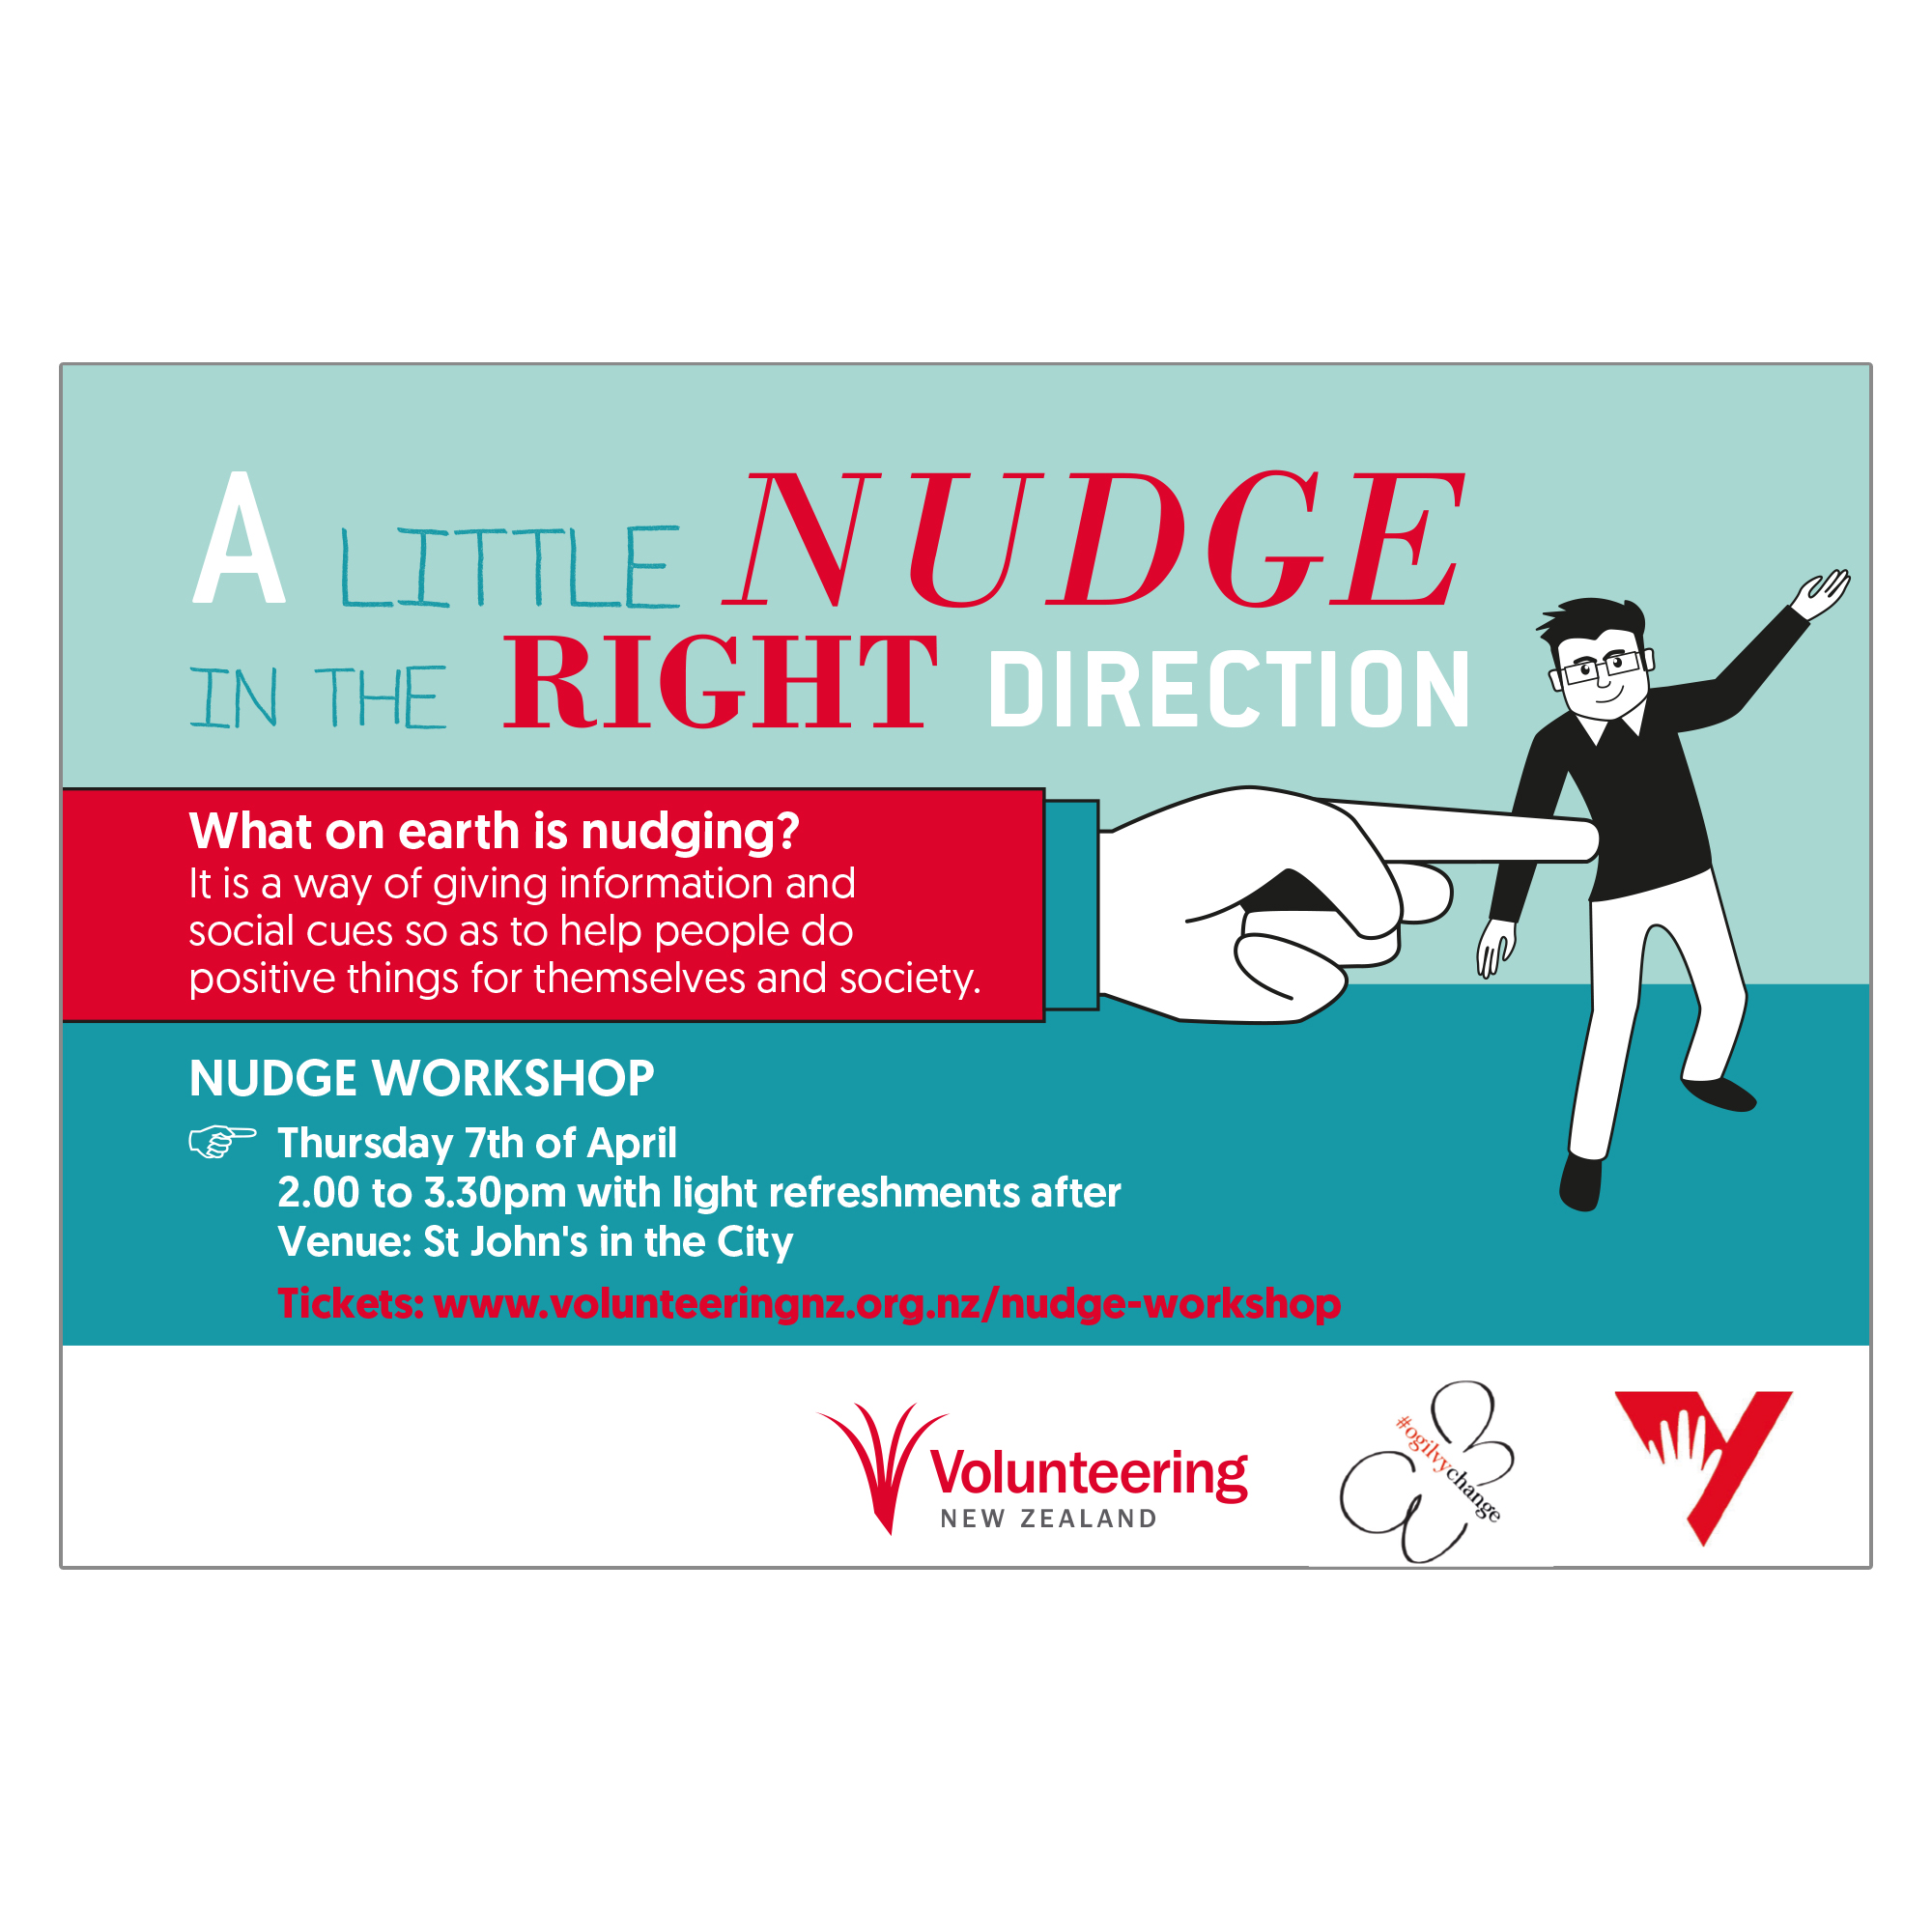 A LITTLE NUDGE
IN THE RIGHT DIRECTION
What on earth is nudging?
It is a way of giving information and
social cues so as to help people do
positive things for themselves and society.
NUDGE WORKSHOP
Thursday 7th of April
2.00 to 3.30pm with light refreshments after
Venue: St John's in the City
Tickets: www.volunteeringnz.org.nz/nudge-workshop
Volunteering
NEW ZEALAND
#ogilvychange